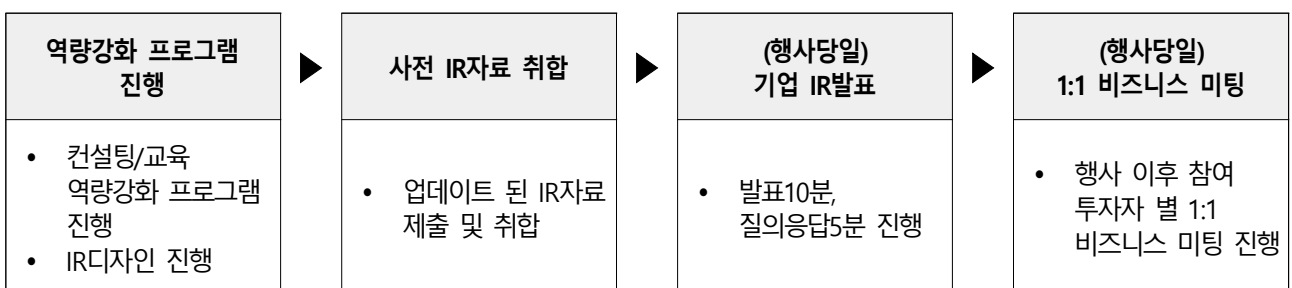 역량강화 프로그램
진행
▶
사전 IR자료 취합
▶
(행사당일)
기업 IR발표
▶
(행사당일)
1:1 비즈니스 미팅
• 컨설팅/교육
역량강화 프로그램
진행
• IR디자인 진행
• 업데이트 된 IR자료
제출 및 취합
• 발표10분,
질의응답5분 진행
• 행사 이후 참여
투자자 별 1:1
비즈니스 미팅 진행